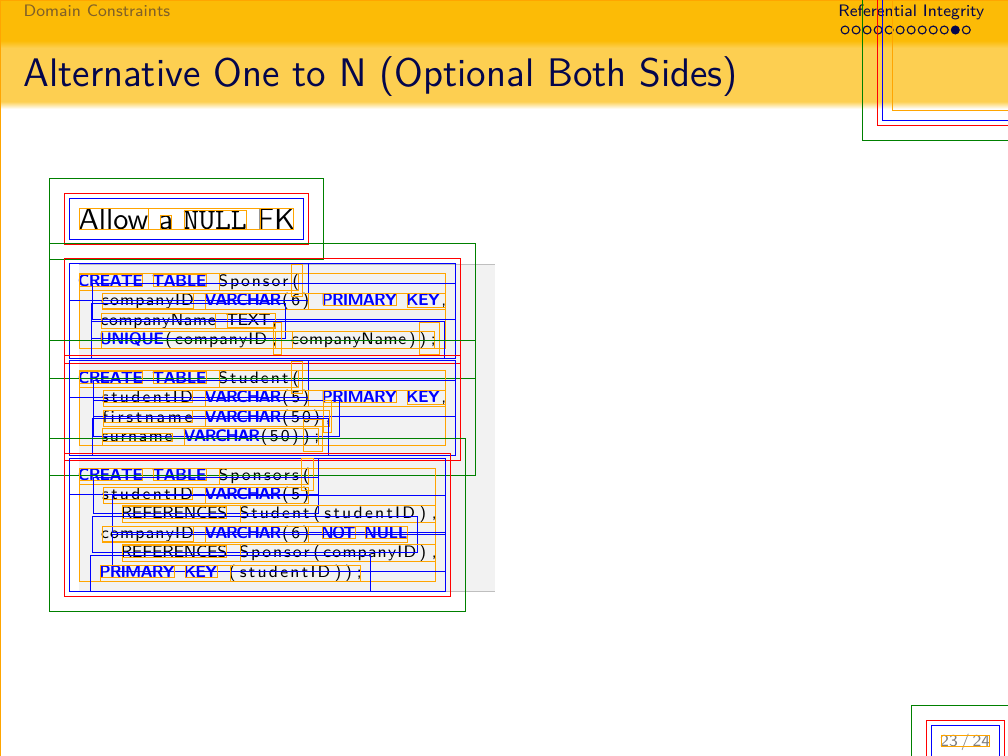 Domain Constraints
Referential Integrity
Alternative One to N (Optional Both Sides)
Allow a NULL FK
CREATE TABLE Sponsor(
companyID VARCHAR(6) PRIMARY KEY,
companyName TEXT,
UNIQUE(companyID, companyName));
CREATE TABLE Student(
studentID VARCHAR(5) PRIMARY KEY,
firstname VARCHAR(50),
surname VARCHAR(50));
CREATE TABLE Sponsors(
studentID VARCHAR(5)
REFERENCES Student(studentID),
companyID VARCHAR(6) NOT NULL
REFERENCES Sponsor(companyID),
PRIMARY KEY (studentID));
23 / 24